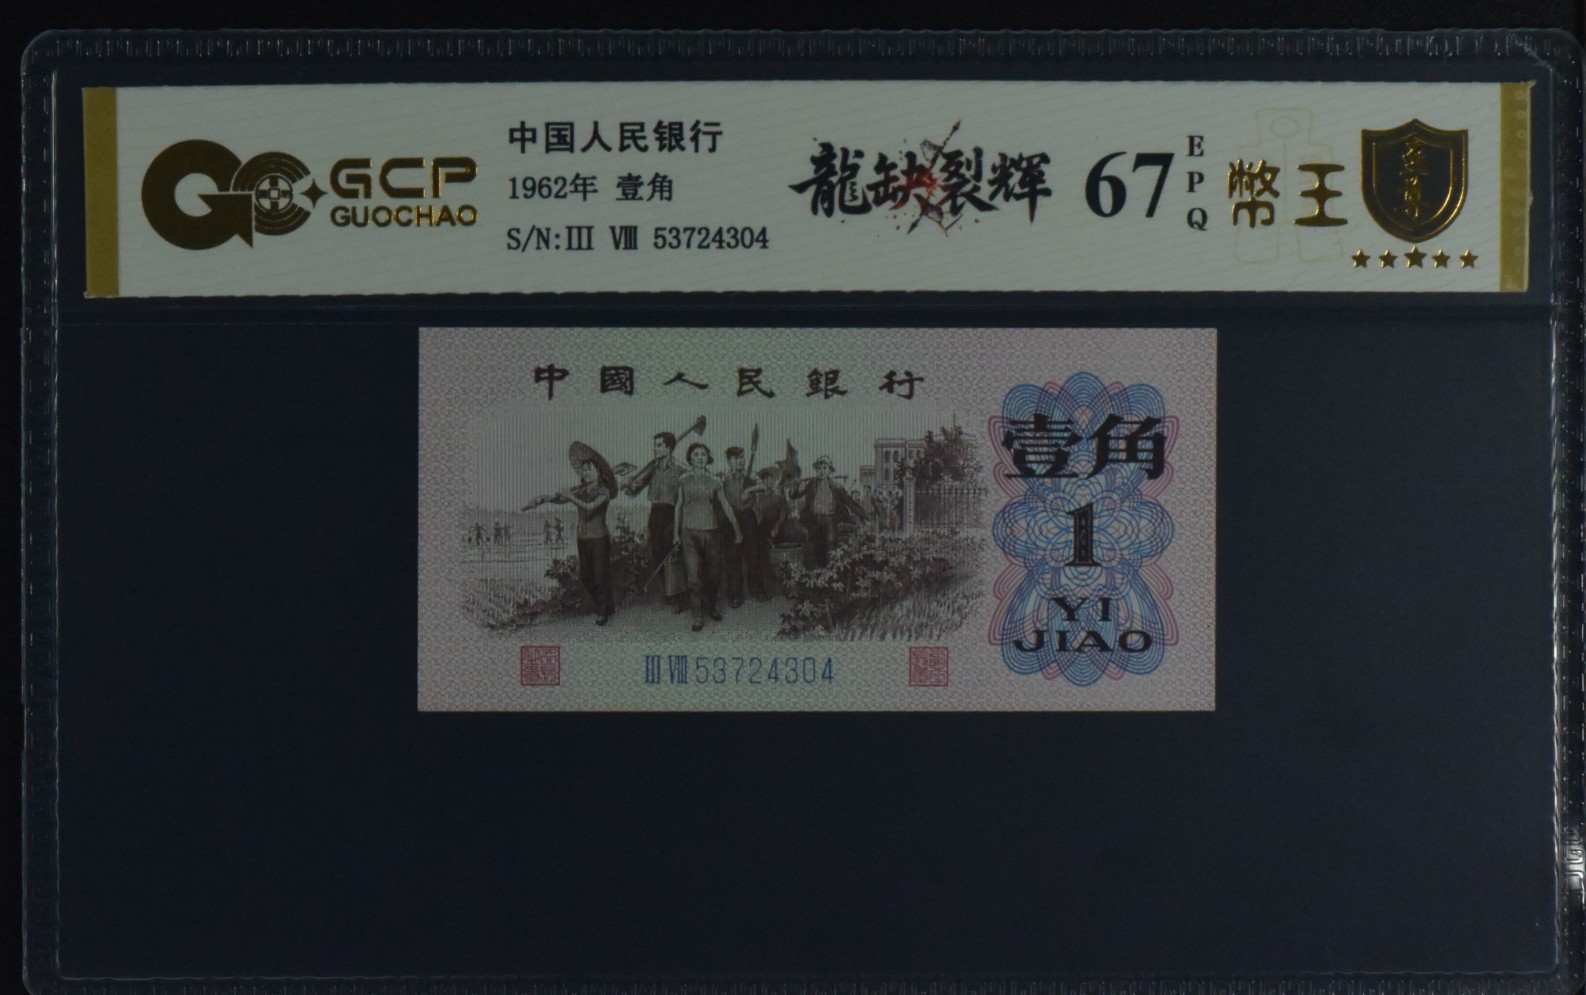 GCP
GUOCHAO
中国人民银行
1962年 壹角
S/N:III VIII 53724304
龍缺裂輝
67
EPQ
幣王
中國人民銀行
壹角
1
YI
JIAO
III VIII 53724304